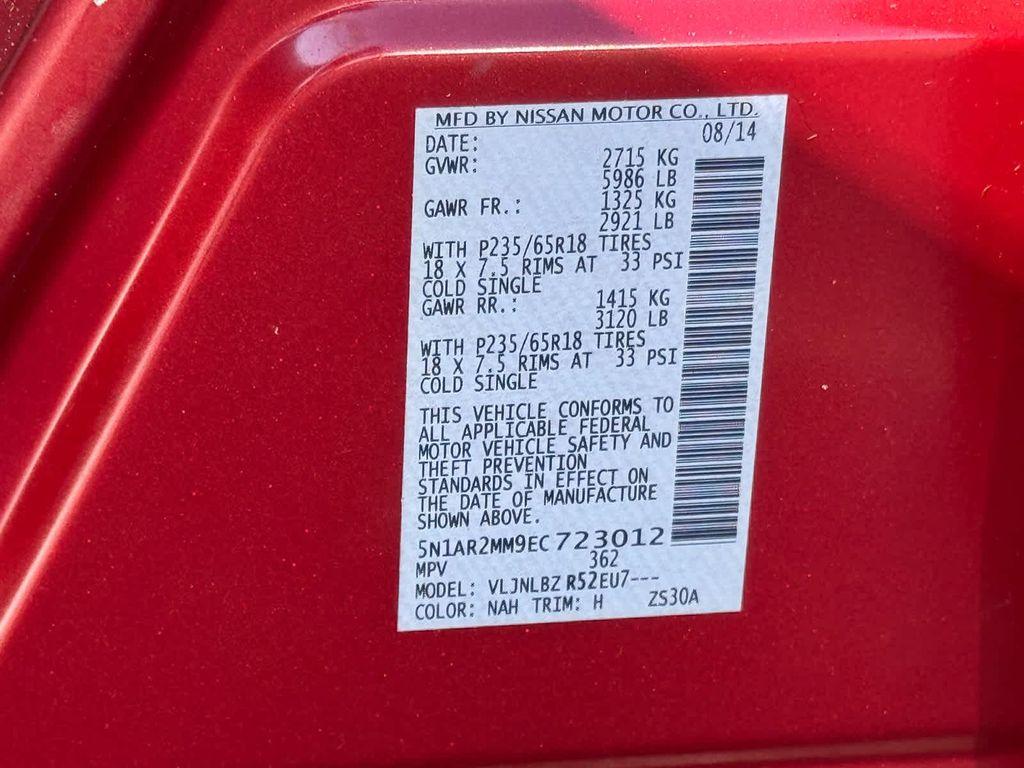 MFD BY NISSAN MOTOR CO., LTD.
DATE: 08/14
GVWR: 2715 KG
5986 LB
GAWR FR.: 1325 KG
2921 LB
WITH P235/65R18 TIRES
18 X 7.5 RIMS AT 33 PSI
COLD SINGLE
GAWR RR.: 1415 KG
3120 LB
WITH P235/65R18 TIRES
18 X 7.5 RIMS AT 33 PSI
COLD SINGLE
THIS VEHICLE CONFORMS TO
ALL APPLICABLE FEDERAL
MOTOR VEHICLE SAFETY AND
THEFT PREVENTION
STANDARDS IN EFFECT ON
THE DATE OF MANUFACTURE
SHOWN ABOVE.
5N1AR2MM9EC723012
MPV 362
MODEL: VLJNLBZ R52EU7---
COLOR: NAH TRIM: H ZS30A